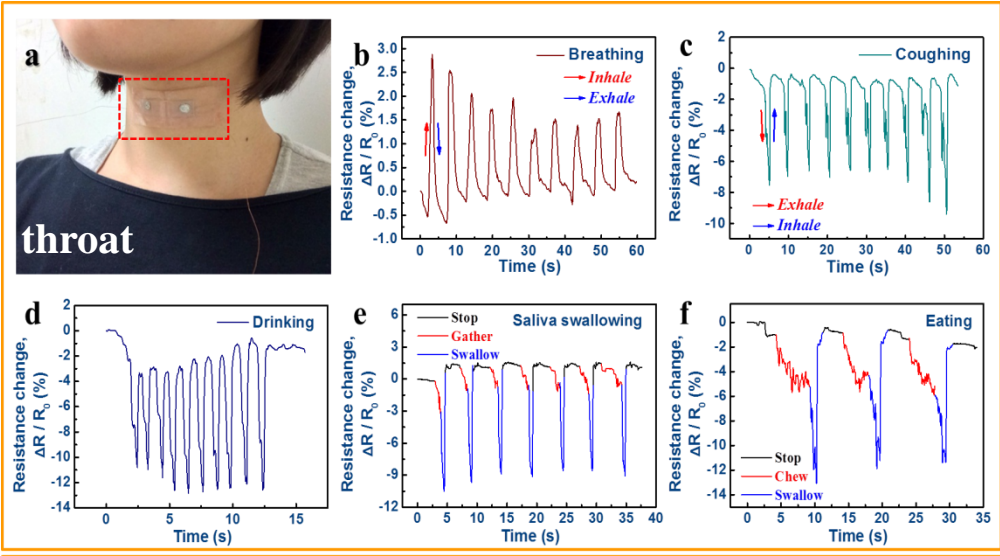 a
throat
b
Resistance change,
ΔR / R0 (%)
3.0
2.5
2.0
1.5
1.0
0.5
0.0
-0.5
-1.0
Breathing
Inhale
Exhale
0 10 20 30 40 50 60
Time (s)
c
Resistance change,
ΔR / R0 (%)
2
0
-2
-4
-6
-8
-10
Coughing
Exhale
Inhale
0 10 20 30 40 50 60
Time (s)
d
Resistance change,
ΔR / R0 (%)
2
0
-2
-4
-6
-8
-10
-12
-14
Drinking
0 5 10 15
Time (s)
e
Resistance change,
ΔR / R0 (%)
6
3
0
-3
-6
-9
-12
Stop
Gather
Swallow
Saliva swallowing
0 5 10 15 20 25 30 35 40
Time (s)
f
Resistance change,
ΔR / R0 (%)
2
0
-2
-4
-6
-8
-10
-12
-14
Eating
Stop
Chew
Swallow
0 5 10 15 20 25 30 35
Time (s)